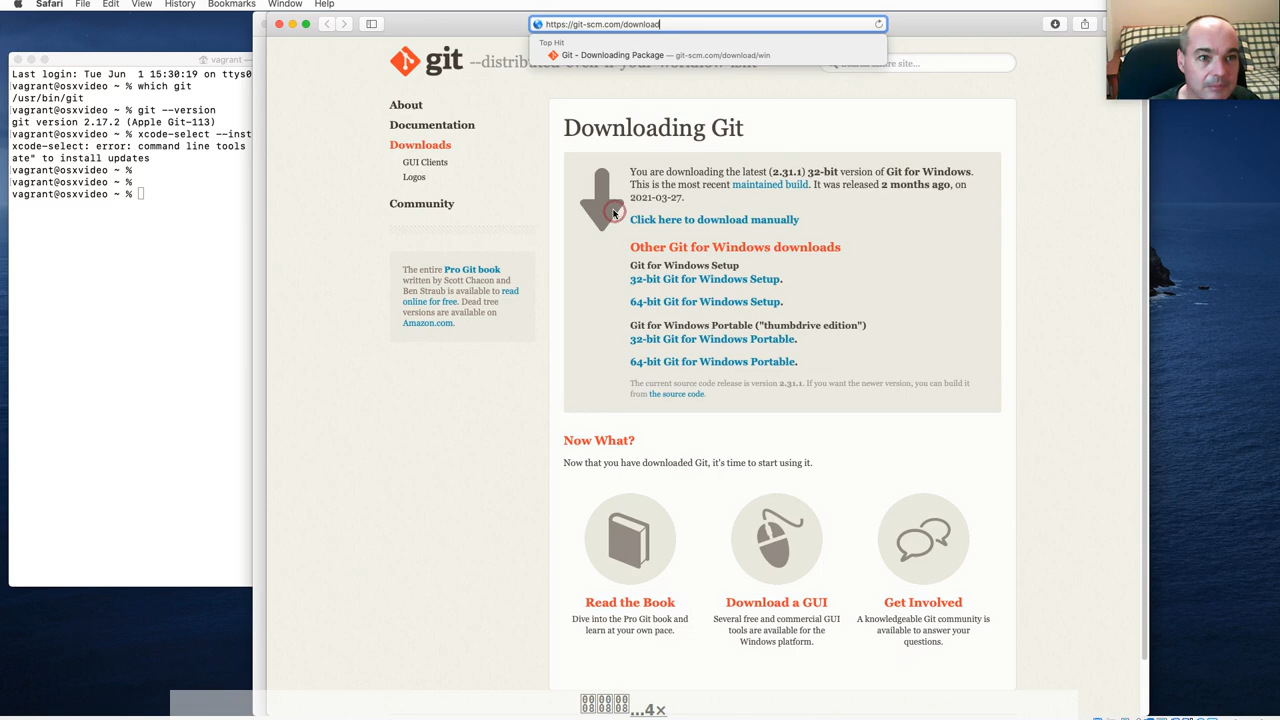 Safari File Edit View History Bookmarks Window Help
https://git-scm.com/download
Top Hit
Git - Downloading Package — git-scm.com/download/win
git --distributed
vagrant —
Last login: Tue Jun 1 15:30:19 on ttys0
vagrant@osxvideo ~ % which git
/usr/bin/git
vagrant@osxvideo ~ % git --version
git version 2.17.2 (Apple Git-113)
vagrant@osxvideo ~ % xcode-select --inst
xcode-select: error: command line tools
ate" to install updates
vagrant@osxvideo ~ %
vagrant@osxvideo ~ %
vagrant@osxvideo ~ %
About
Documentation
Downloads
GUI Clients
Logos
Community
The entire Pro Git book
written by Scott Chacon and
Ben Straub is available to read
online for free. Dead tree
versions are available on
Amazon.com.
Downloading Git
You are downloading the latest (2.31.1) 32-bit version of Git for Windows.
This is the most recent maintained build. It was released 2 months ago, on
2021-03-27.
Click here to download manually
Other Git for Windows downloads
Git for Windows Setup
32-bit Git for Windows Setup.
64-bit Git for Windows Setup.
Git for Windows Portable ("thumbdrive edition")
32-bit Git for Windows Portable.
64-bit Git for Windows Portable.
The current source code release is version 2.31.1. If you want the newer version, you can build it
from the source code.
Now What?
Now that you have downloaded Git, it's time to start using it.
Read the Book
Dive into the Pro Git book and
learn at your own pace.
Download a GUI
Several free and commercial GUI
tools are available for the
Windows platform.
Get Involved
A knowledgeable Git community is
available to answer your
questions.
...4×